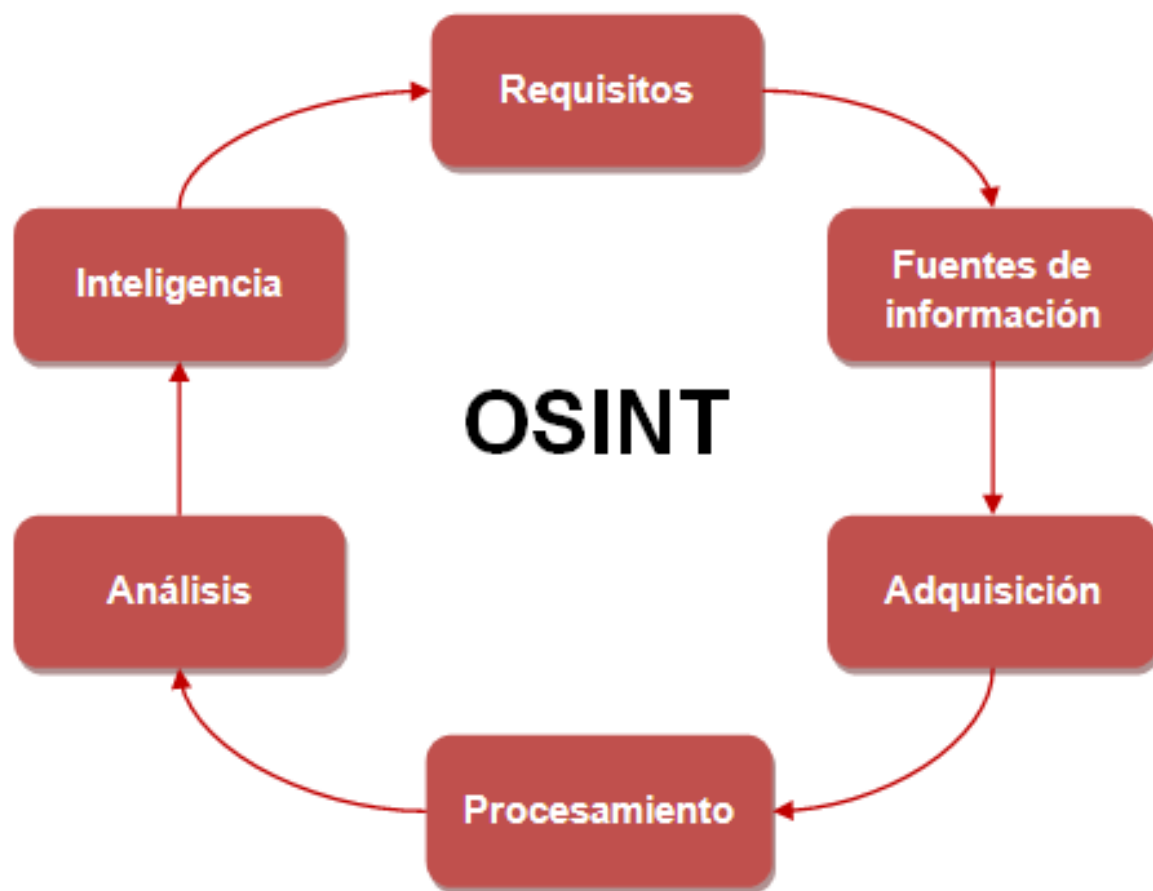 Requisitos
Fuentes de
información
Adquisición
Procesamiento
Análisis
Inteligencia
OSINT